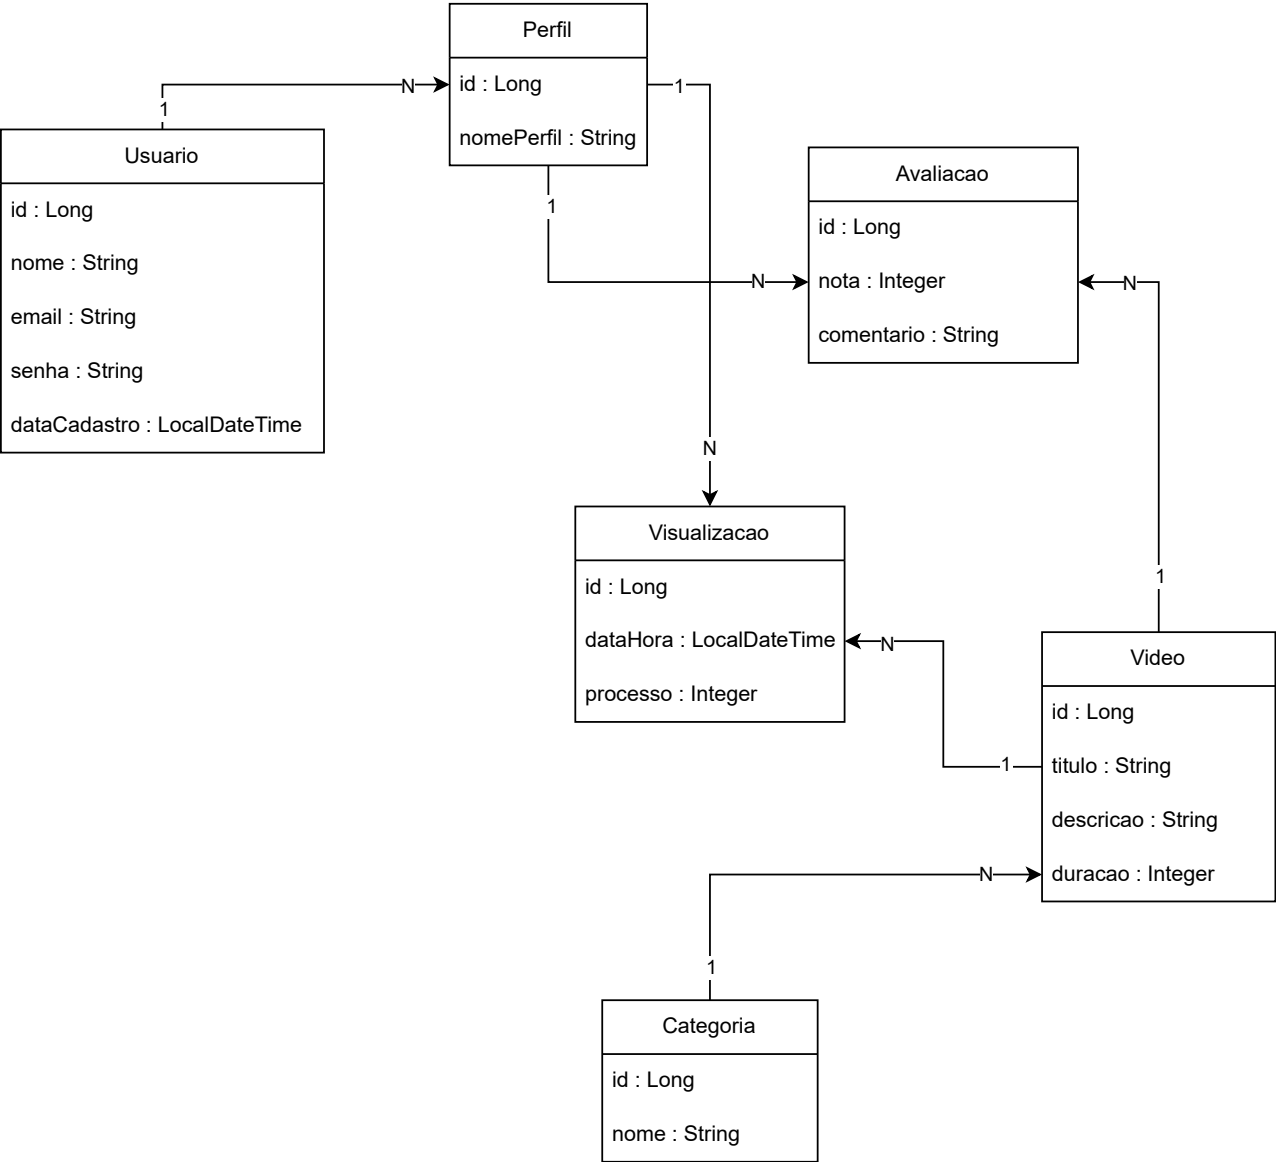 Perfil
id : Long
nomePerfil : String
1
N
1
1
N
Usuario
id : Long
nome : String
email : String
senha : String
dataCadastro : LocalDateTime
Avaliacao
id : Long
nota : Integer
comentario : String
N
N
1
Visualizacao
id : Long
dataHora : LocalDateTime
processo : Integer
N
1
Video
id : Long
titulo : String
descricao : String
duracao : Integer
N
1
Categoria
id : Long
nome : String